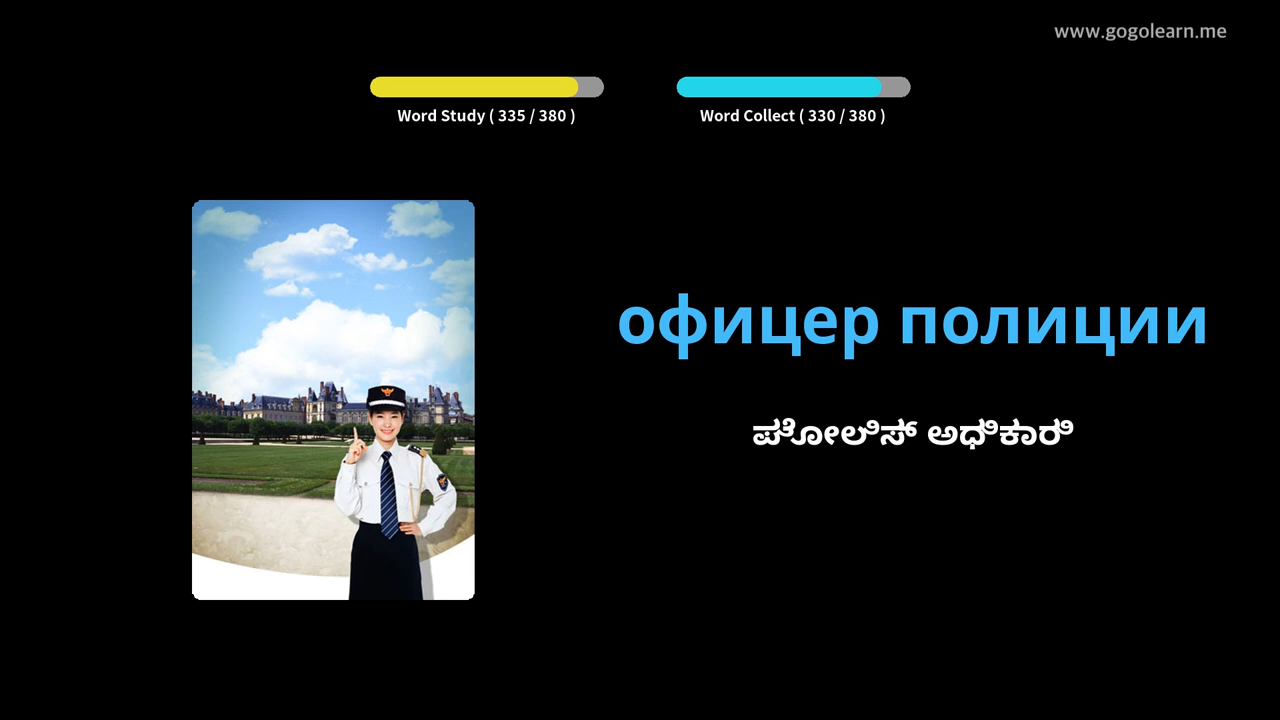 www.gogolearn.me
Word Study ( 335 / 380 )
Word Collect ( 330 / 380 )
офицер полиции
ಪೊಲೀಸ್ ಅಧಿಕಾರಿ